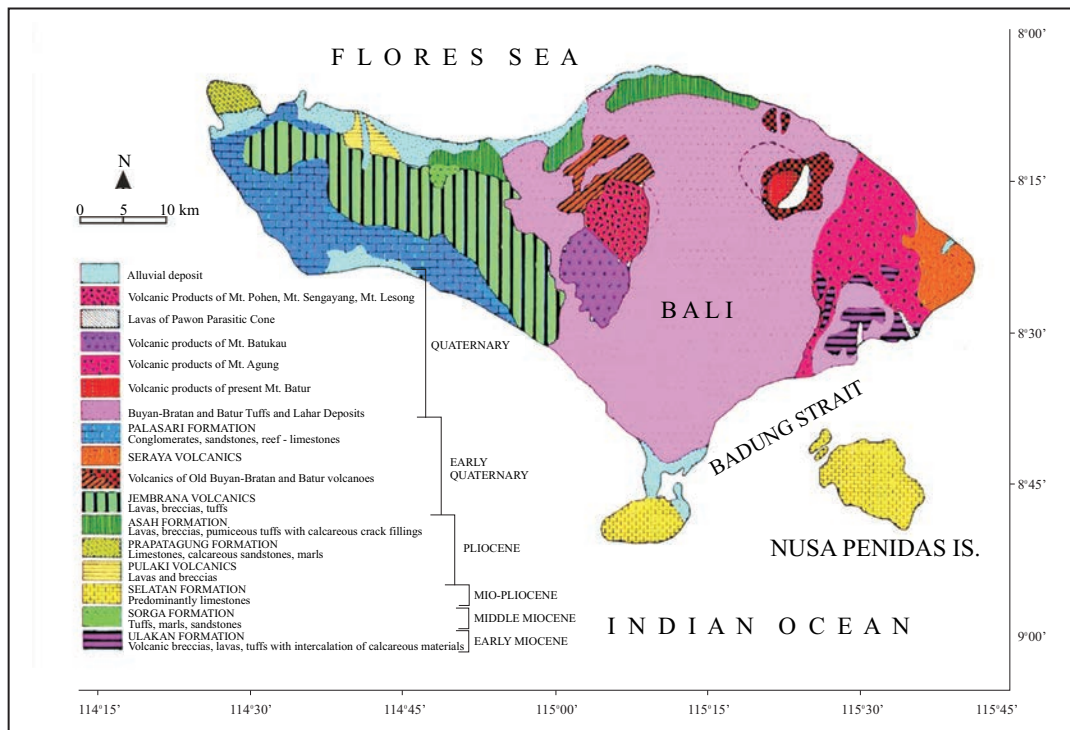 F L O R E S   S E A
8°00’
8°15’
8°30’
8°45’
9°00’
N
0 5 10 km
BALI
BADUNG STRAIT
NUSA PENIDAS IS.
I N D I A N   O C E A N
Alluvial deposit
Volcanic Products of Mt. Pohen, Mt. Sengayang, Mt. Lesong
Lavas of Pawon Parasitic Cone
Volcanic products of Mt. Batukau
Volcanic products of Mt. Agung
Volcanic products of present Mt. Batur
Buyan-Bratan and Batur Tuffs and Lahar Deposits
PALASARI FORMATION
Conglomerates, sandstones, reef - limestones
SERAYA VOLCANICS
Volcanics of Old Buyan-Bratan and Batur volcanoes
JEMBRANA VOLCANICS
Lavas, breccias, tuffs
ASAH FORMATION
Lavas, breccias, pumiceous tuffs with calcareous crack fillings
PRAPATAGUNG FORMATION
Limestones, calcareous sandstones, marls
PULAKI VOLCANICS
Lavas and breccias
SELATAN FORMATION
Predominantly limestones
SORGA FORMATION
Tuffs, marls, sandstones
ULAKAN FORMATION
Volcanic breccias, lavas, tuffs with intercalation of calcareous materials
QUATERNARY
EARLY
QUATERNARY
PLIOCENE
MIO-PLIOCENE
MIDDLE MIOCENE
EARLY MIOCENE
114°15’
114°30’
114°45’
115°00’
115°15’
115°30’
115°45’